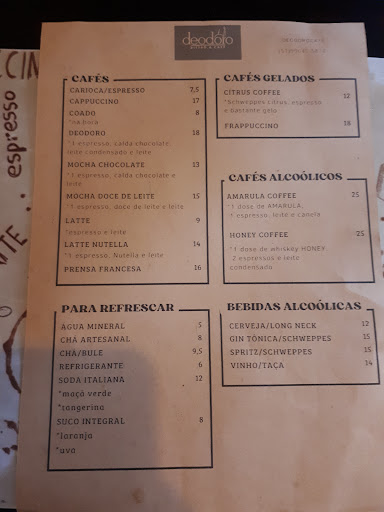 deodoro
BISTRÔ & CAFÉ
CAFÉS
CARIOCA/ESPRESSO 7,5
CAPPUCCINO 17
COADO 8
*na hora
DEODORO 18
*1 espresso, calda chocolate,
leite condensado e leite
MOCHA CHOCOLATE 13
*1 espresso, calda chocolate e
leite
MOCHA DOCE DE LEITE 15
*1 espresso, doce de leite e leite
LATTE 9
*espresso e leite
LATTE NUTELLA 14
*1 espresso, Nutella e leite
PRENSA FRANCESA 16
CAFÉS GELADOS
CITRUS COFFEE 12
*Schweppes citrus, espresso
e bastante gelo
FRAPPUCCINO 18
CAFÉS ALCOÓLICOS
AMARULA COFFEE 25
*1 dose de AMARULA,
1 espresso, leite e canela
HONEY COFFEE 25
*1 dose de whiskey HONEY
2 espressos e leite
condensado
PARA REFRESCAR
ÁGUA MINERAL 5
CHÁ ARTESANAL 8
CHÁ/BULE 9,5
REFRIGERANTE 6
SODA ITALIANA 12
*maçã verde
*tangerina
SUCO INTEGRAL 8
*laranja
*uva
BEBIDAS ALCOÓLICAS
CERVEJA/LONG NECK 12
GIN TÔNICA/SCHWEPPES 15
SPRITZ/SCHWEPPES 15
VINHO/TAÇA 14
espresso